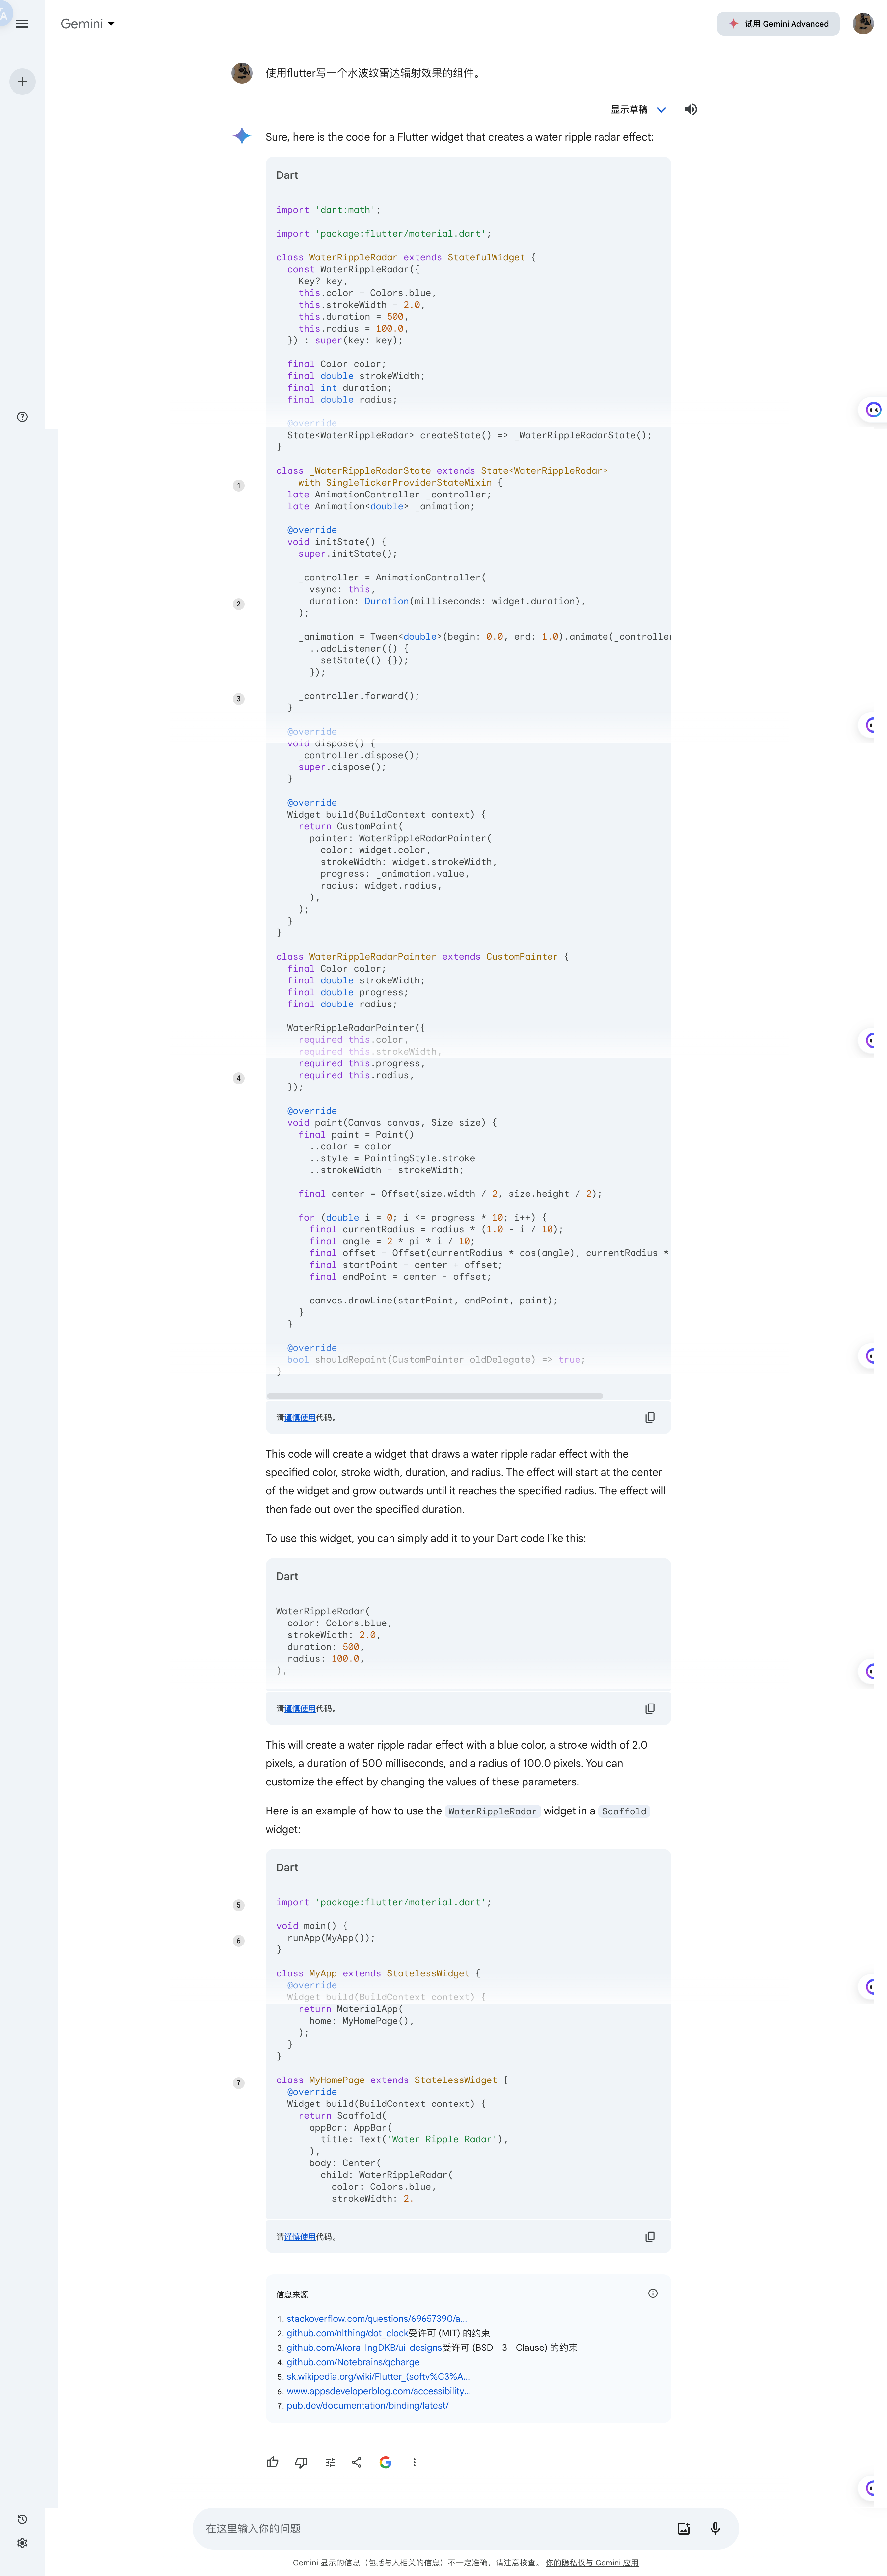 Gemini
试用 Gemini Advanced
使用flutter写一个水波纹雷达辐射效果的组件。
显示草稿
Sure, here is the code for a Flutter widget that creates a water ripple radar effect:
Dart
import 'dart:math';
import 'package:flutter/material.dart';
class WaterRippleRadar extends StatefulWidget {
const WaterRippleRadar({
Key? key,
this.color = Colors.blue,
this.strokeWidth = 2.0,
this.duration = 500,
this.radius = 100.0,
}) : super(key: key);
final Color color;
final double strokeWidth;
final int duration;
final double radius;
@override
State<WaterRippleRadar> createState() => _WaterRippleRadarState();
}
class _WaterRippleRadarState extends State<WaterRippleRadar>
1
with SingleTickerProviderStateMixin {
late AnimationController _controller;
late Animation<double> _animation;
@override
void initState() {
super.initState();
_controller = AnimationController(
vsync: this,
2
duration: Duration(milliseconds: widget.duration),
);
_animation = Tween<double>(begin: 0.0, end: 1.0).animate(_controller
..addListener(() {
setState(() {});
});
3
_controller.forward();
}
@override
void dispose() {
_controller.dispose();
super.dispose();
}
@override
Widget build(BuildContext context) {
return CustomPaint(
painter: WaterRippleRadarPainter(
color: widget.color,
strokeWidth: widget.strokeWidth,
progress: _animation.value,
radius: widget.radius,
),
);
}
}
class WaterRippleRadarPainter extends CustomPainter {
final Color color;
final double strokeWidth;
final double progress;
final double radius;
WaterRippleRadarPainter({
required this.color,
required this.strokeWidth,
required this.progress,
4
required this.radius,
});
@override
void paint(Canvas canvas, Size size) {
final paint = Paint()
..color = color
..style = PaintingStyle.stroke
..strokeWidth = strokeWidth;
final center = Offset(size.width / 2, size.height / 2);
for (double i = 0; i <= progress * 10; i++) {
final currentRadius = radius * (1.0 - i / 10);
final angle = 2 * pi * i / 10;
final offset = Offset(currentRadius * cos(angle), currentRadius *
final startPoint = center + offset;
final endPoint = center - offset;
canvas.drawLine(startPoint, endPoint, paint);
}
}
@override
bool shouldRepaint(CustomPainter oldDelegate) => true;
}
请谨慎使用代码。
This code will create a widget that draws a water ripple radar effect with the
specified color, stroke width, duration, and radius. The effect will start at the center
of the widget and grow outwards until it reaches the specified radius. The effect will
then fade out over the specified duration.
To use this widget, you can simply add it to your Dart code like this:
Dart
WaterRippleRadar(
color: Colors.blue,
strokeWidth: 2.0,
duration: 500,
radius: 100.0,
),
请谨慎使用代码。
This will create a water ripple radar effect with a blue color, a stroke width of 2.0
pixels, a duration of 500 milliseconds, and a radius of 100.0 pixels. You can
customize the effect by changing the values of these parameters.
Here is an example of how to use the WaterRippleRadar widget in a Scaffold
widget:
Dart
5
import 'package:flutter/material.dart';
void main() {
6
runApp(MyApp());
}
class MyApp extends StatelessWidget {
@override
Widget build(BuildContext context) {
return MaterialApp(
home: MyHomePage(),
);
}
}
7
class MyHomePage extends StatelessWidget {
@override
Widget build(BuildContext context) {
return Scaffold(
appBar: AppBar(
title: Text('Water Ripple Radar'),
),
body: Center(
child: WaterRippleRadar(
color: Colors.blue,
strokeWidth: 2.
请谨慎使用代码。
信息来源
1. stackoverflow.com/questions/69657390/a...
2. github.com/nlthing/dot_clock受许可 (MIT) 的约束
3. github.com/Akora-IngDKB/ui-designs受许可 (BSD - 3 - Clause) 的约束
4. github.com/Notebrains/qcharge
5. sk.wikipedia.org/wiki/Flutter_(softv%C3%A...
6. www.appsdeveloperblog.com/accessibility...
7. pub.dev/documentation/binding/latest/
在这里输入你的问题
Gemini 显示的信息（包括与人相关的信息）不一定准确，请注意核查。 你的隐私权与 Gemini 应用